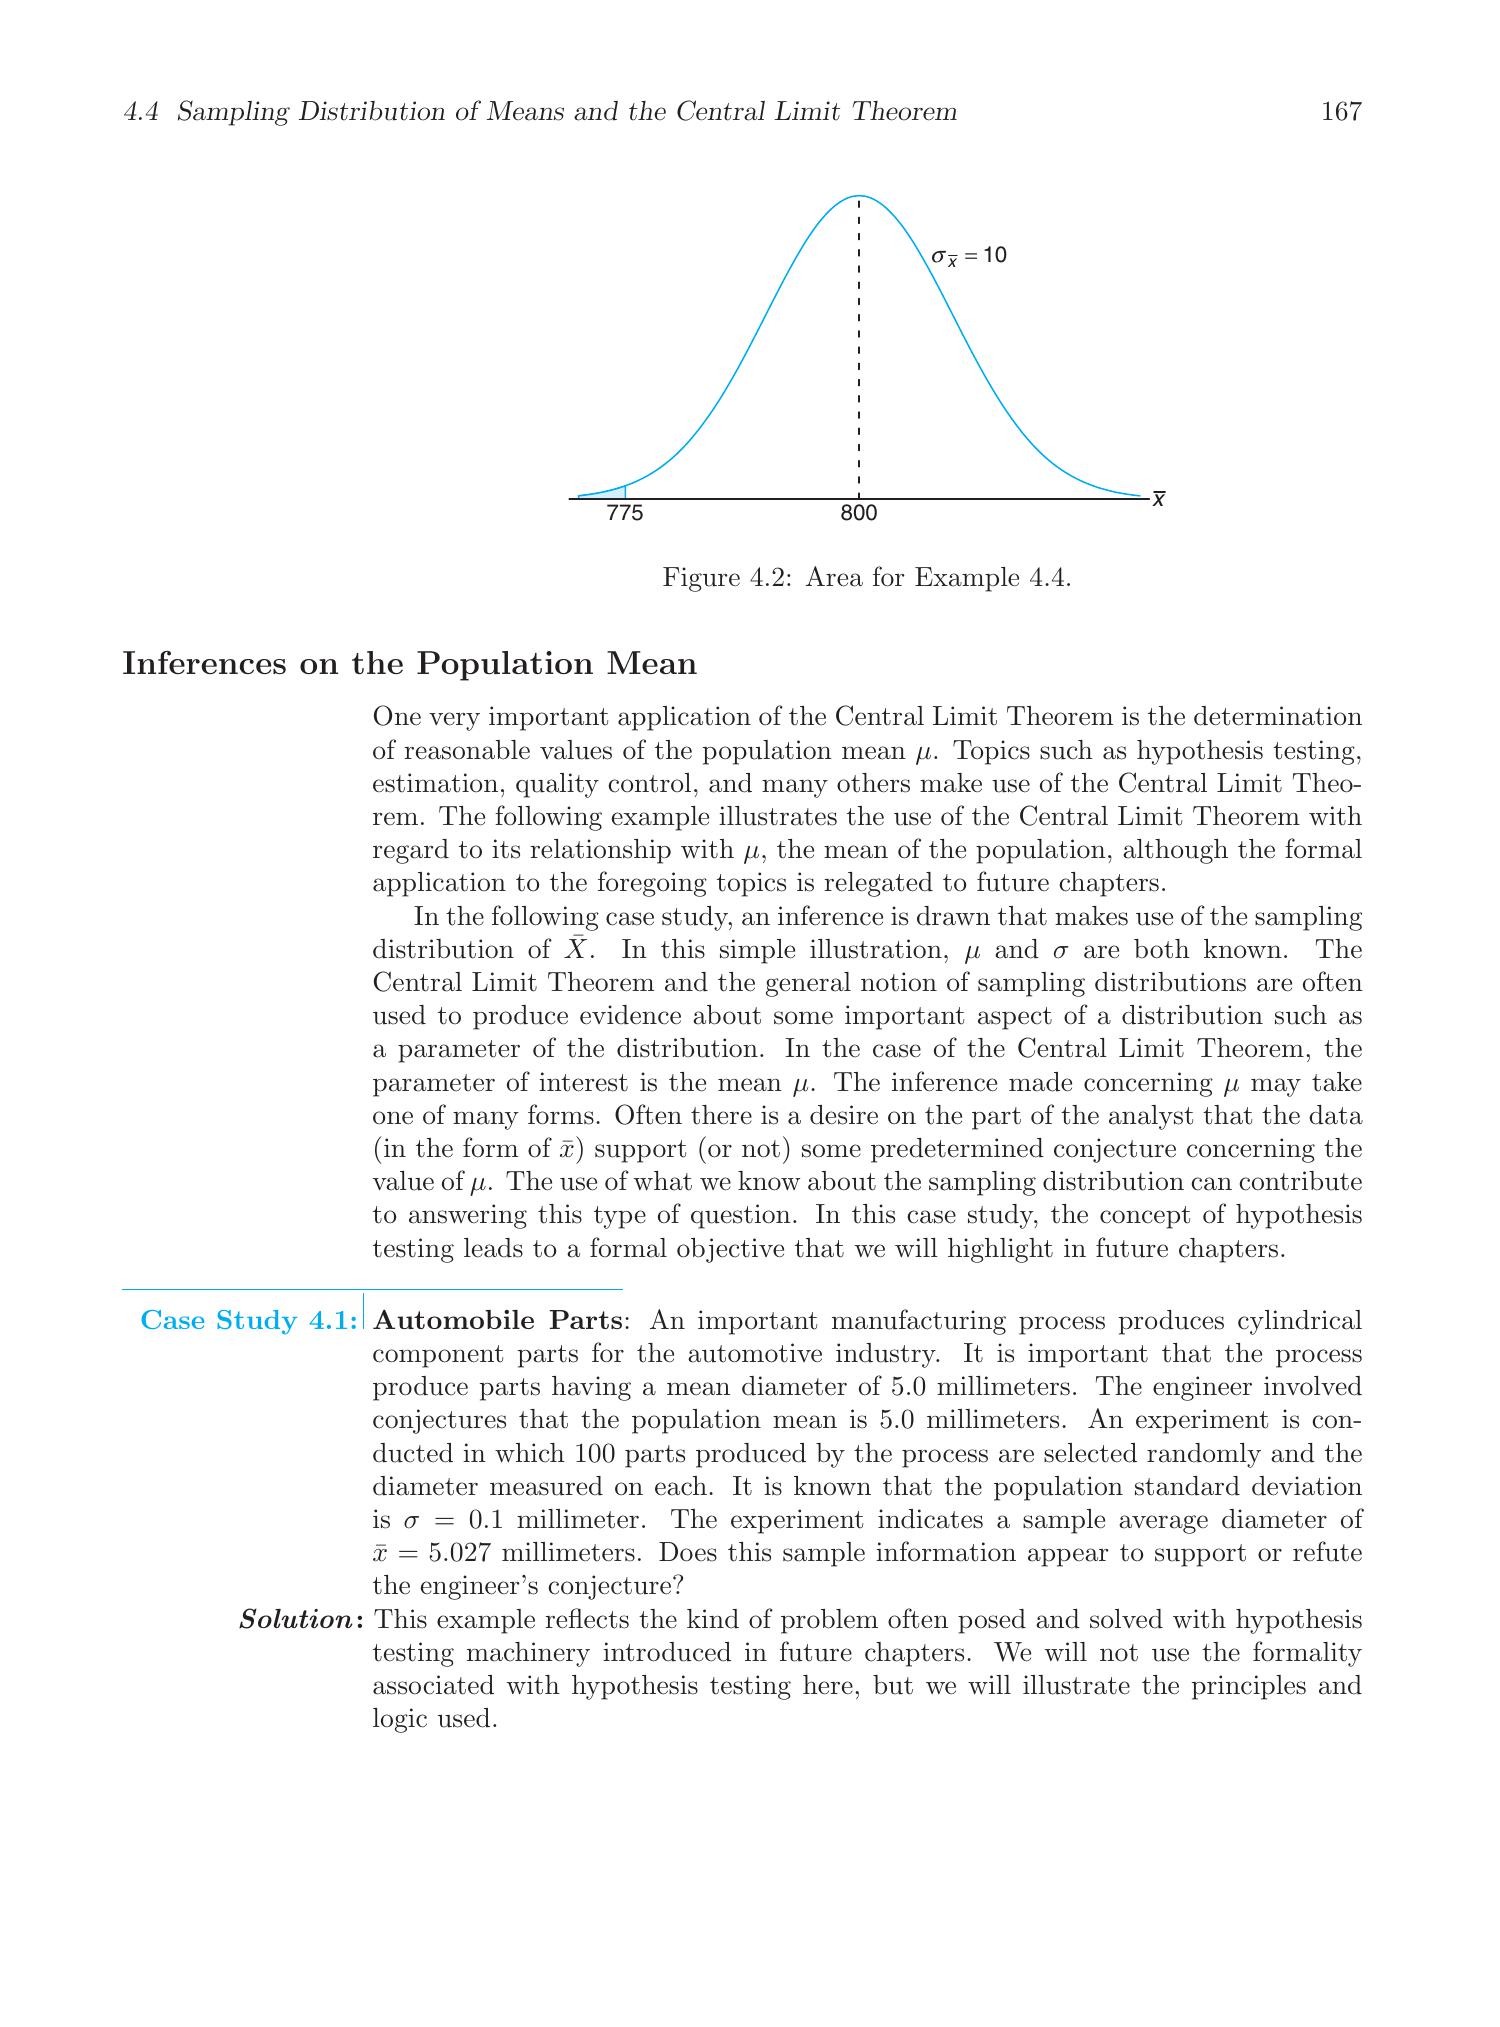 4.4 Sampling Distribution of Means and the Central Limit Theorem 167
σx̄ = 10
775 800 x̄
Figure 4.2: Area for Example 4.4.
Inferences on the Population Mean
One very important application of the Central Limit Theorem is the determination
of reasonable values of the population mean μ. Topics such as hypothesis testing,
estimation, quality control, and many others make use of the Central Limit Theo-
rem. The following example illustrates the use of the Central Limit Theorem with
regard to its relationship with μ, the mean of the population, although the formal
application to the foregoing topics is relegated to future chapters.
In the following case study, an inference is drawn that makes use of the sampling
distribution of X̄. In this simple illustration, μ and σ are both known. The
Central Limit Theorem and the general notion of sampling distributions are often
used to produce evidence about some important aspect of a distribution such as
a parameter of the distribution. In the case of the Central Limit Theorem, the
parameter of interest is the mean μ. The inference made concerning μ may take
one of many forms. Often there is a desire on the part of the analyst that the data
(in the form of x̄) support (or not) some predetermined conjecture concerning the
value of μ. The use of what we know about the sampling distribution can contribute
to answering this type of question. In this case study, the concept of hypothesis
testing leads to a formal objective that we will highlight in future chapters.
Case Study 4.1: Automobile Parts: An important manufacturing process produces cylindrical
component parts for the automotive industry. It is important that the process
produce parts having a mean diameter of 5.0 millimeters. The engineer involved
conjectures that the population mean is 5.0 millimeters. An experiment is con-
ducted in which 100 parts produced by the process are selected randomly and the
diameter measured on each. It is known that the population standard deviation
is σ = 0.1 millimeter. The experiment indicates a sample average diameter of
x̄ = 5.027 millimeters. Does this sample information appear to support or refute
the engineer's conjecture?
Solution: This example reflects the kind of problem often posed and solved with hypothesis
testing machinery introduced in future chapters. We will not use the formality
associated with hypothesis testing here, but we will illustrate the principles and
logic used.